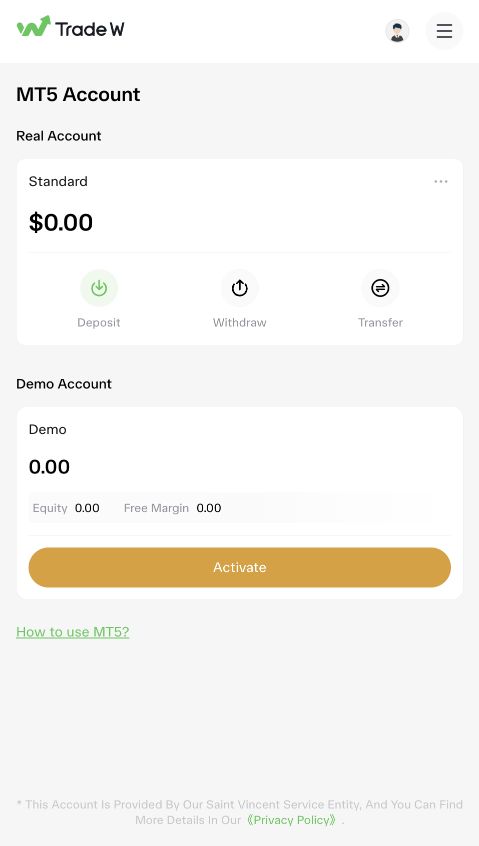 Trade W
MT5 Account
Real Account
Standard
$0.00
Deposit Withdraw Transfer
Demo Account
Demo
0.00
Equity 0.00 Free Margin 0.00
Activate
How to use MT5?
* This Account Is Provided By Our Saint Vincent Service Entity, And You Can Find
More Details In Our 《Privacy Policy》 .